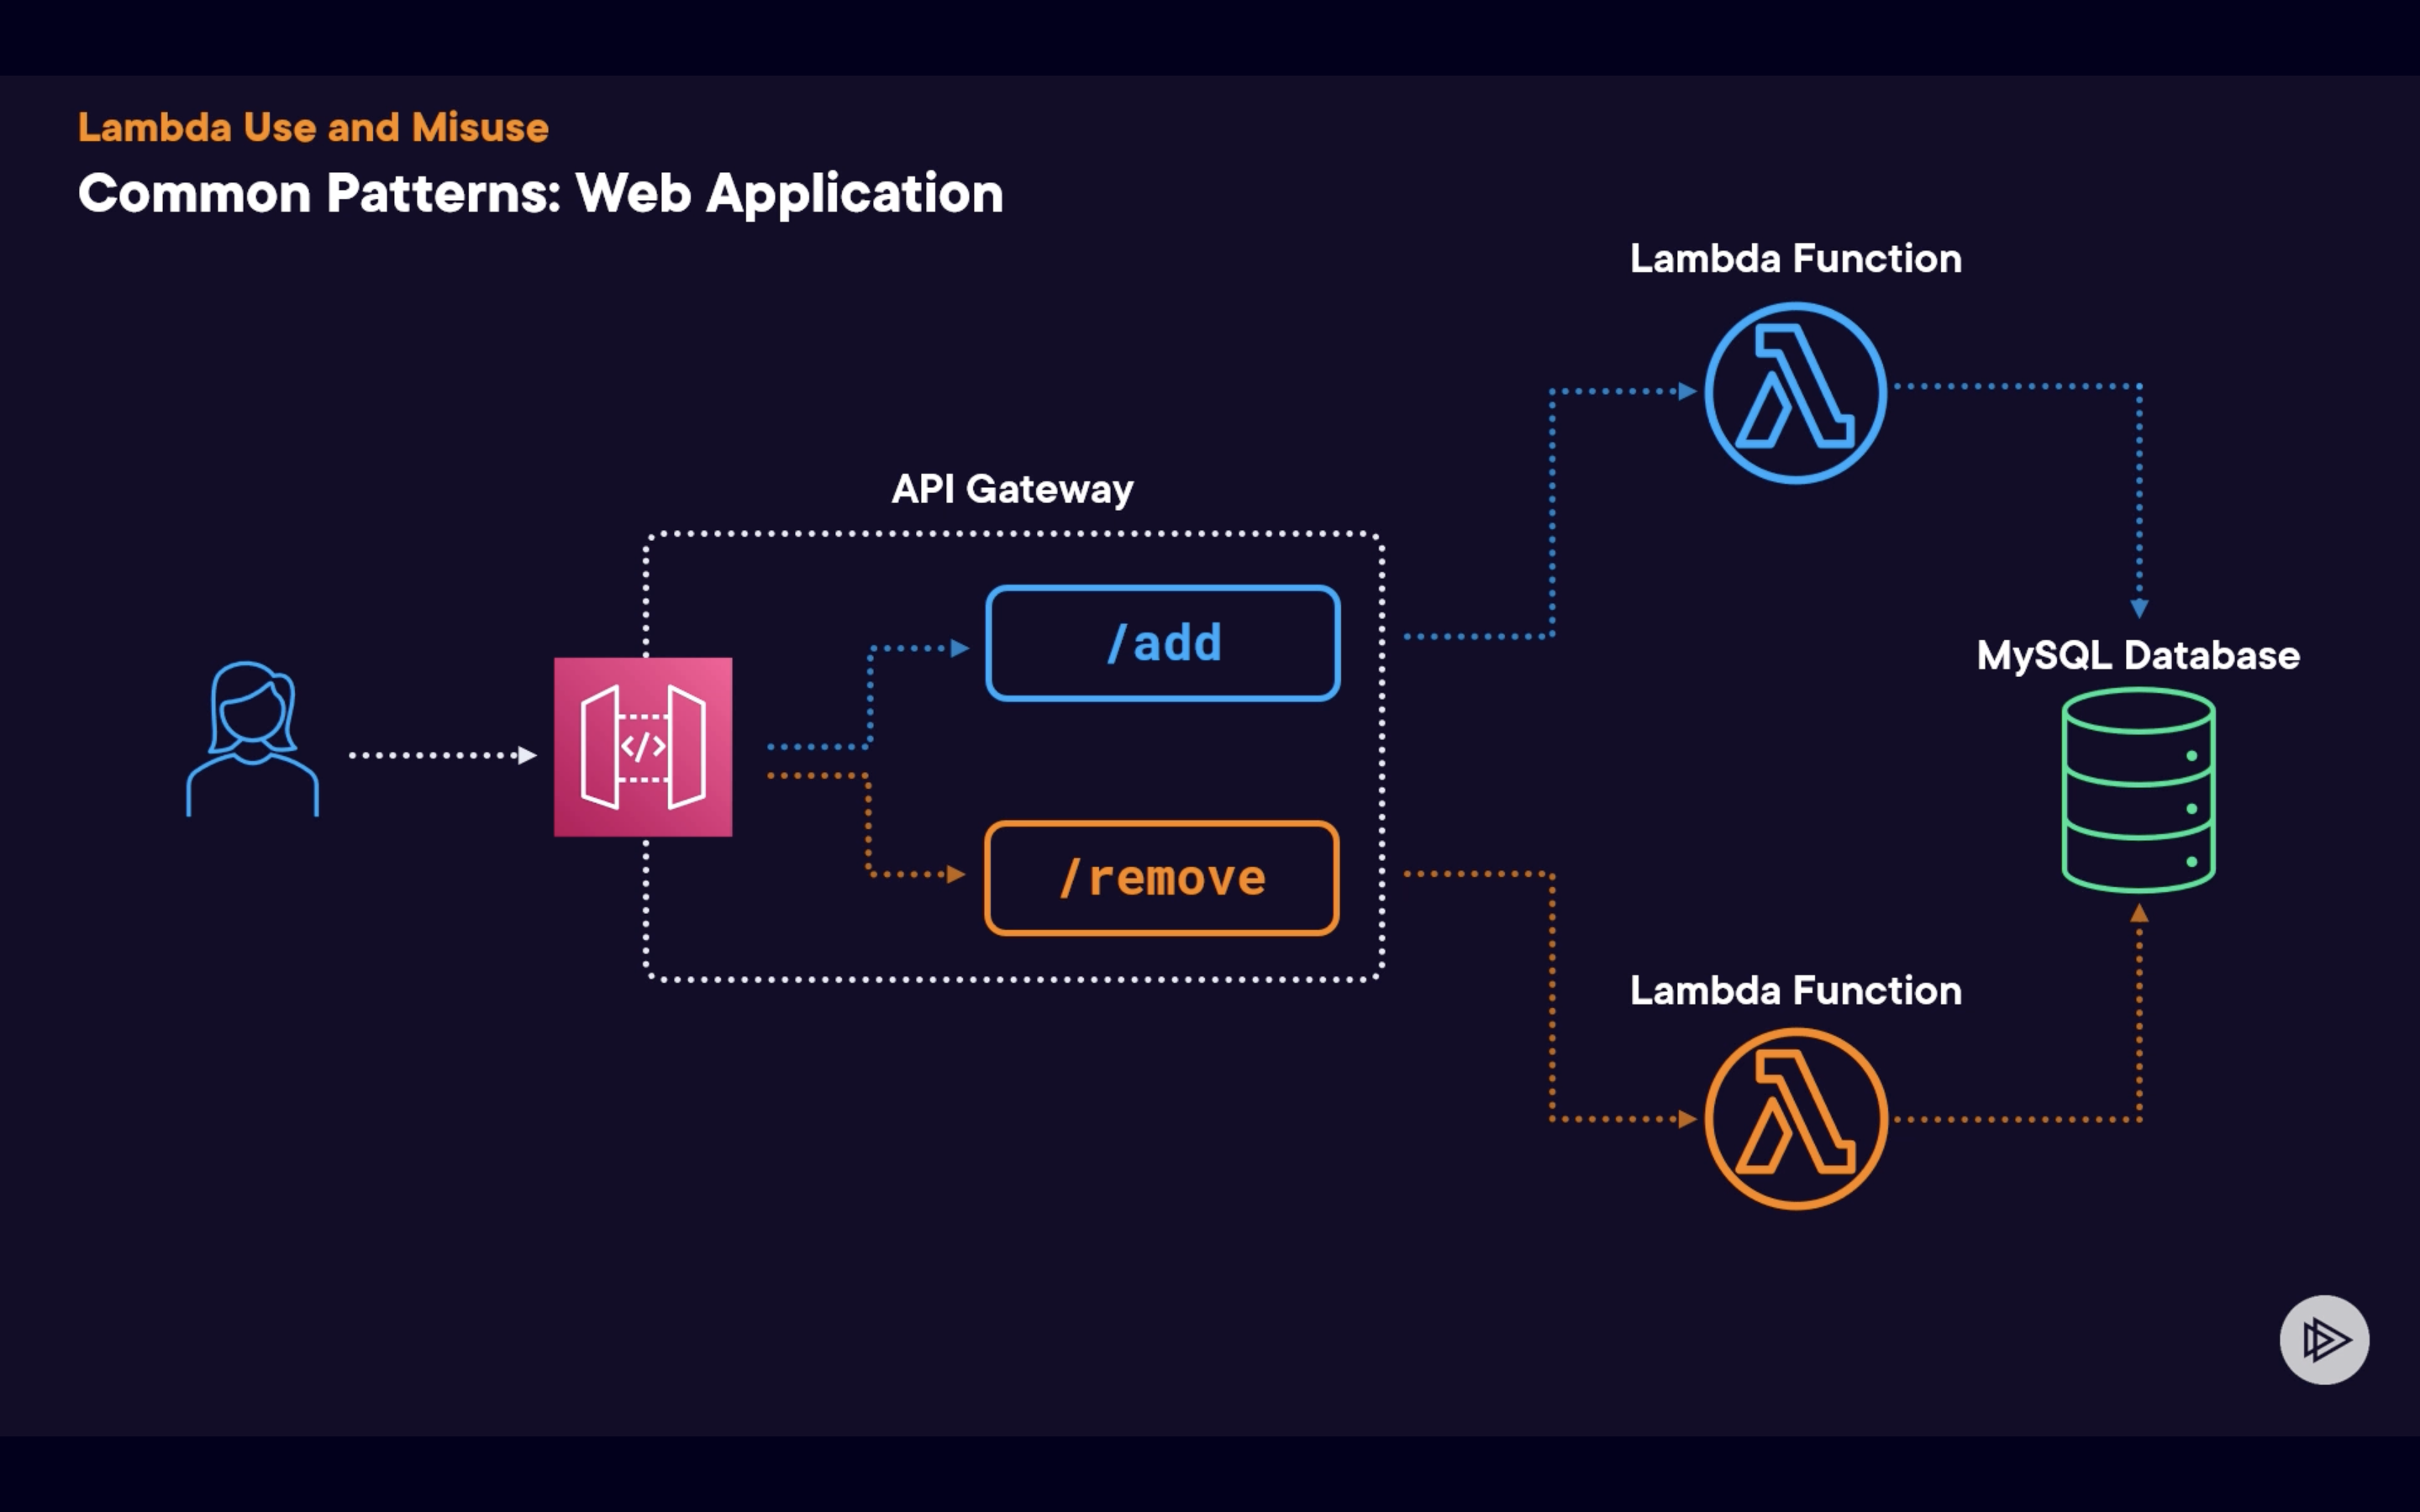 Lambda Use and Misuse
Common Patterns: Web Application
Lambda Function
API Gateway
/add
MySQL Database
</>
/remove
Lambda Function